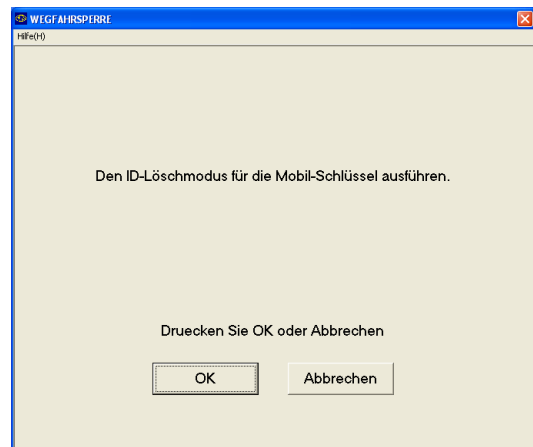 WEGFAHRSPERRE
Hilfe(H)
Den ID-Löschmodus für die Mobil-Schlüssel ausführen.
Druecken Sie OK oder Abbrechen
OK Abbrechen